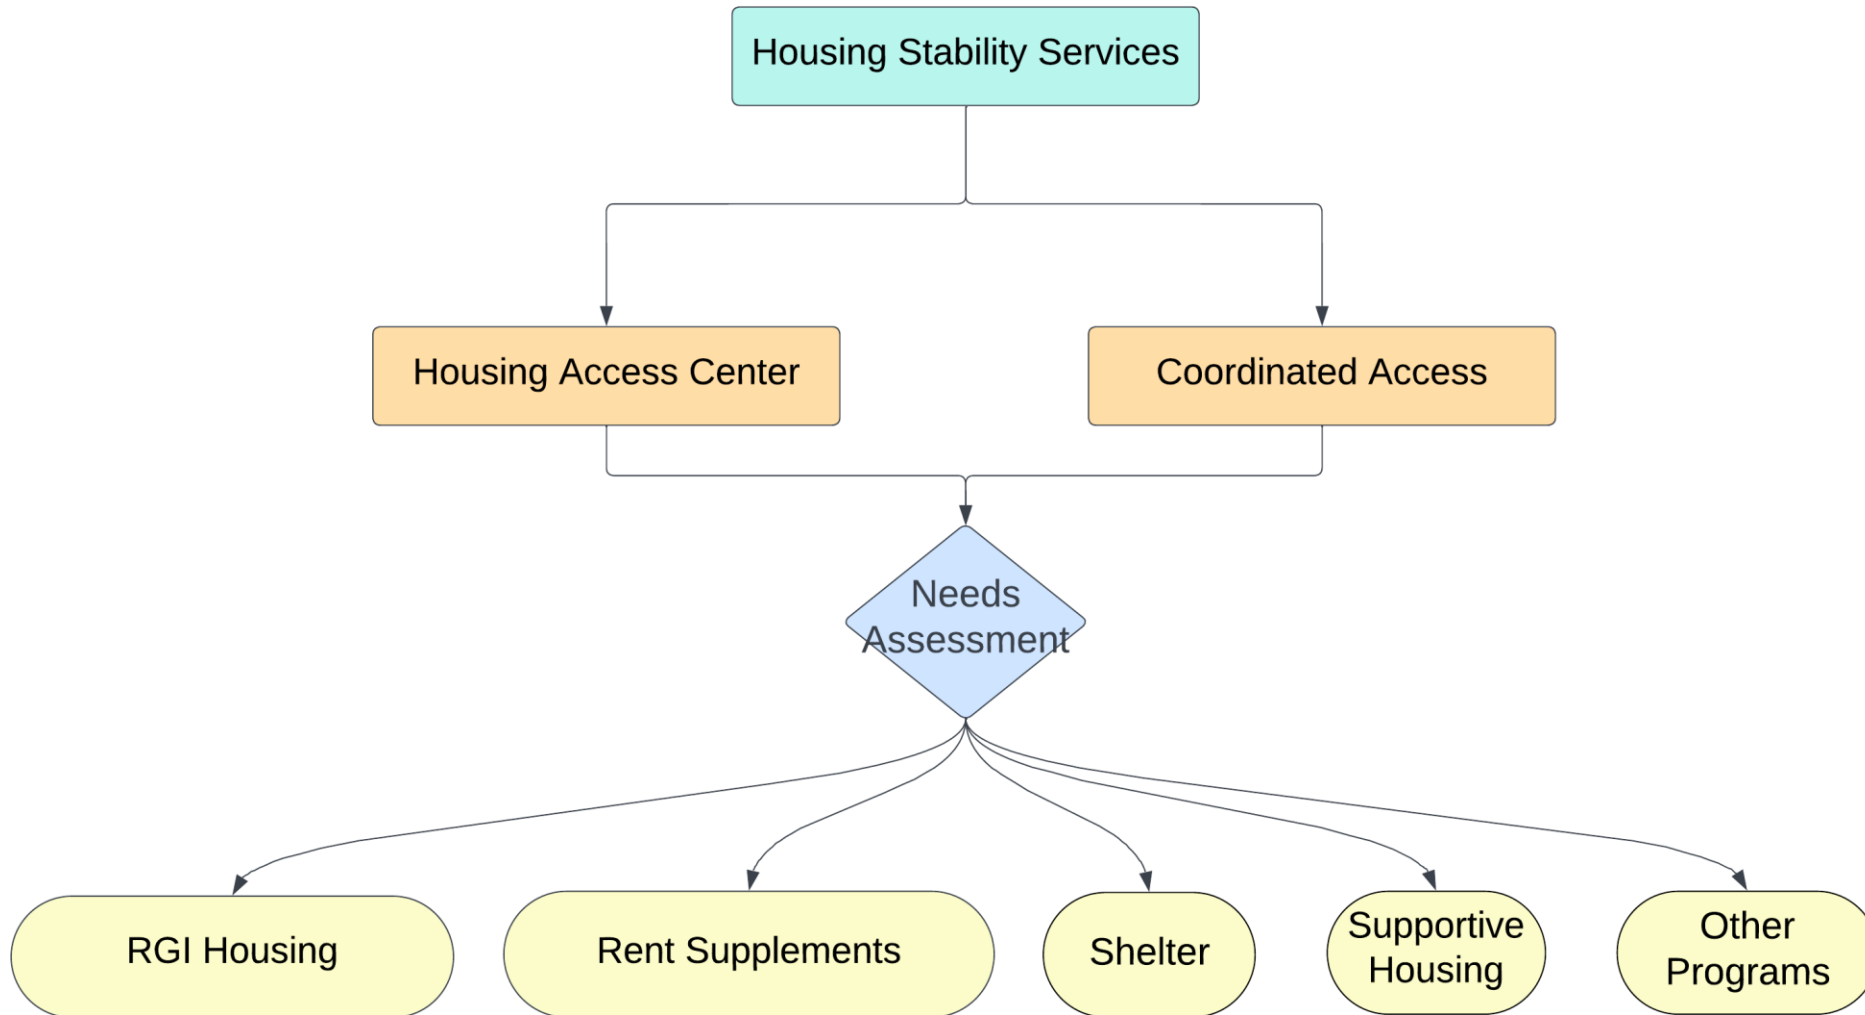 Housing Stability Services
Housing Access Center
Coordinated Access
Needs
Assessment
RGI Housing
Rent Supplements
Shelter
Supportive
Housing
Other
Programs